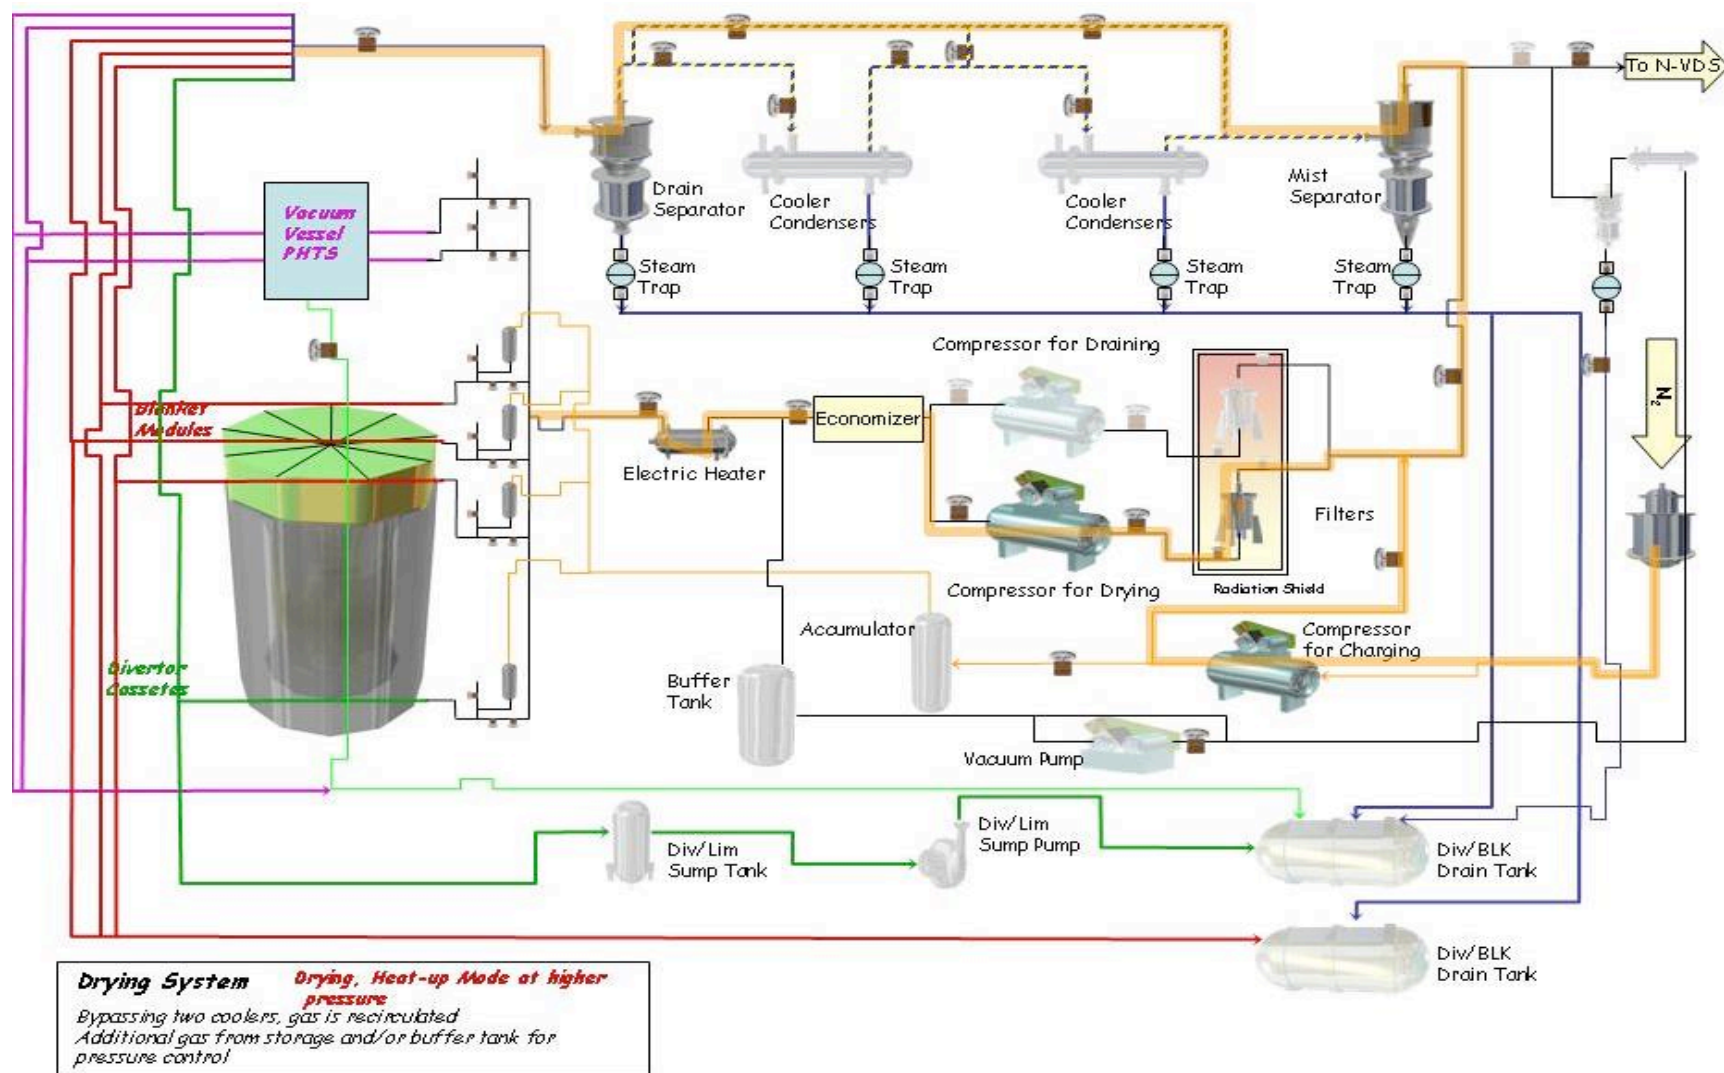 To N-VDS
Drain
Separator
Cooler
Condensers
Cooler
Condensers
Mist
Separator
Vacuum
Vessel
PHTS
Steam
Trap
Steam
Trap
Steam
Trap
Steam
Trap
Compressor for Draining
N2
Blanket
Modules
Economizer
Electric Heater
Filters
Compressor for Drying
Radiation Shield
Accumulator
Compressor
for Charging
Divertor
Cassetes
Buffer
Tank
Vacuum Pump
Div/Lim
Sump Tank
Div/Lim
Sump Pump
Div/BLK
Drain Tank
Div/BLK
Drain Tank
Drying System Drying, Heat-up Mode at higher
pressure
Bypassing two coolers, gas is recirculated
Additional gas from storage and/or buffer tank for
pressure control